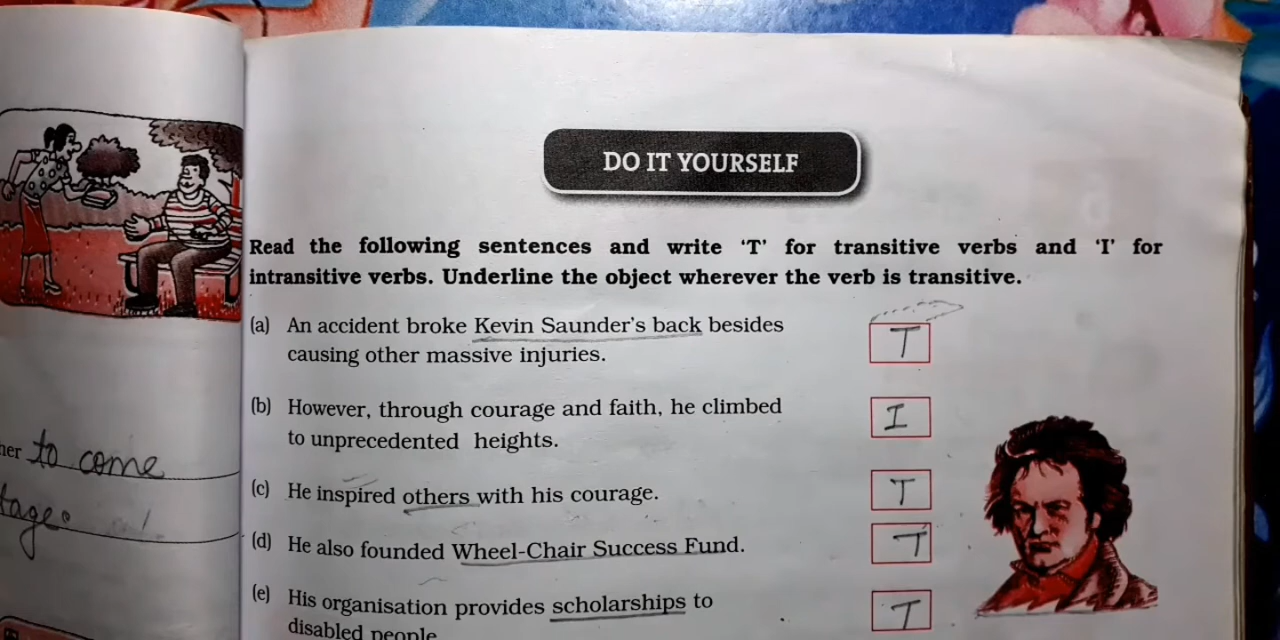 DO IT YOURSELF
Read the following sentences and write 'T' for transitive verbs and 'I' for
intransitive verbs. Underline the object wherever the verb is transitive.
(a) An accident broke Kevin Saunder's back besides
causing other massive injuries.
T
(b) However, through courage and faith, he climbed
to unprecedented heights.
I
(c) He inspired others with his courage.
T
(d) He also founded Wheel-Chair Success Fund.
T
(e) His organisation provides scholarships to
disabled people
T
to come